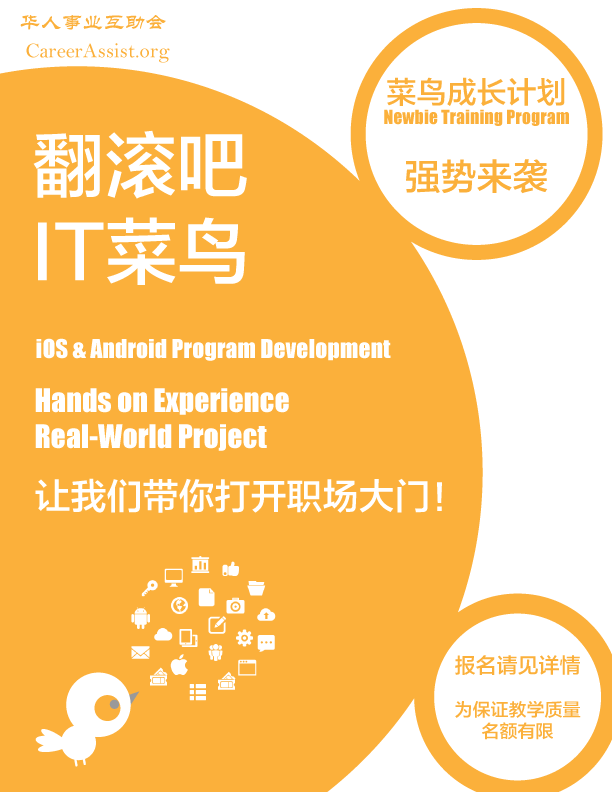 华人事业互助会
CareerAssist.org
菜鸟成长计划
Newbie Training Program
强势来袭
翻滚吧
IT菜鸟
iOS & Android Program Development
Hands on Experience
Real-World Project
让我们带你打开职场大门!
报名请见详情
为保证教学质量
名额有限